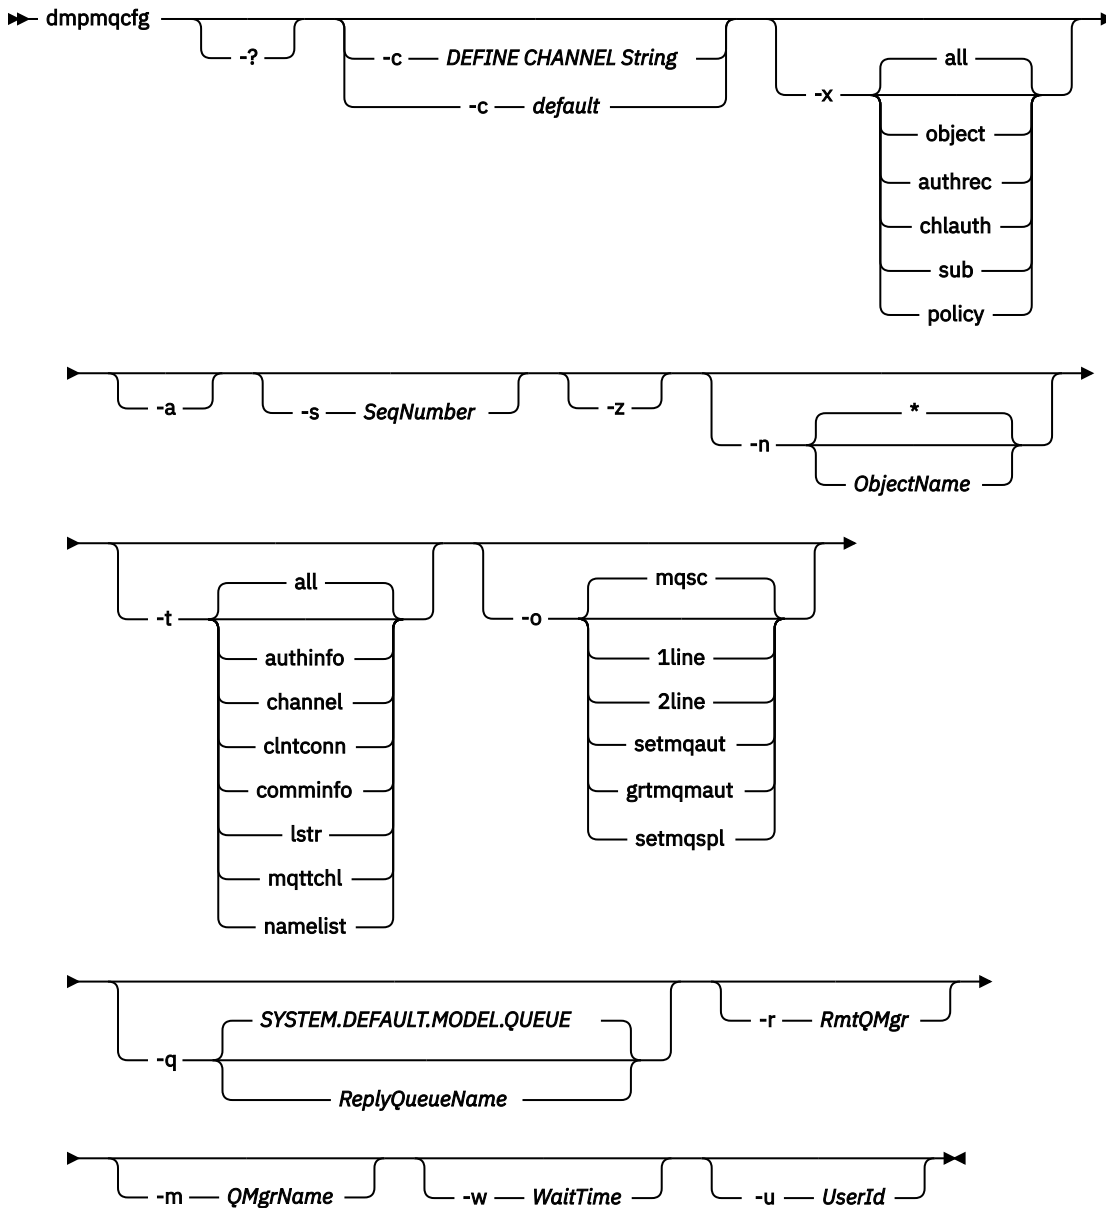 dmpmqcfg
-?
-c DEFINE CHANNEL String
-c default
-x
all
object
authrec
chlauth
sub
policy
-a
-s SeqNumber
-z
-n
*
ObjectName
-t
all
authinfo
channel
clntconn
comminfo
lstr
mqttchl
namelist
-o
mqsc
1line
2line
setmqaut
grtmqmaut
setmqspl
-q
SYSTEM.DEFAULT.MODEL.QUEUE
ReplyQueueName
-r RmtQMgr
-m QMgrName
-w WaitTime
-u UserId